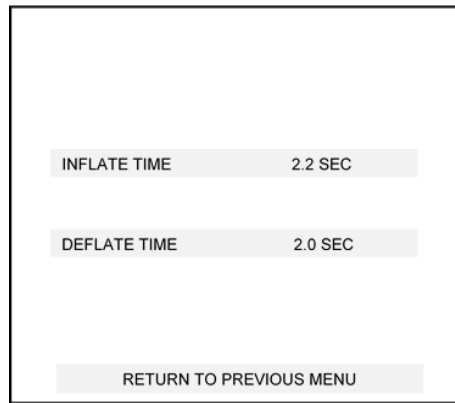 INFLATE TIME 2.2 SEC
DEFLATE TIME 2.0 SEC
RETURN TO PREVIOUS MENU